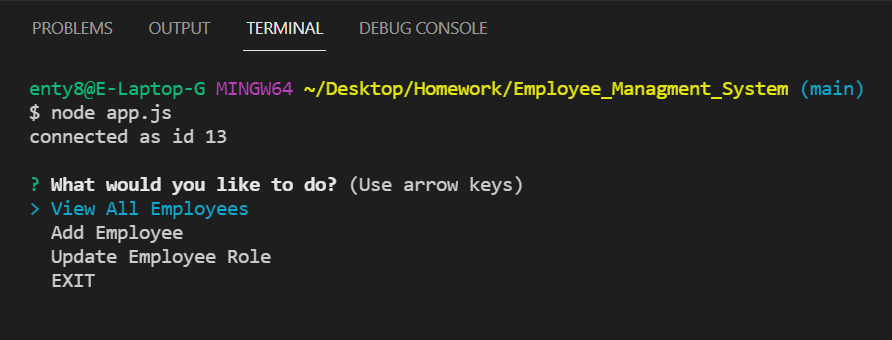 PROBLEMS OUTPUT TERMINAL DEBUG CONSOLE
enty8@E-Laptop-G MINGW64 ~/Desktop/Homework/Employee_Managment_System (main)
$ node app.js
connected as id 13
? What would you like to do? (Use arrow keys)
> View All Employees
Add Employee
Update Employee Role
EXIT